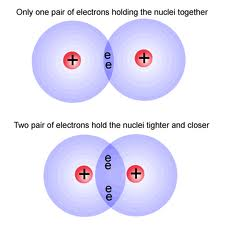 Only one pair of electrons holding the nuclei together
e
+ +
e
Two pair of electrons hold the nuclei tighter and closer
e
e
+ +
e
e